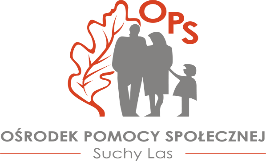 OPS
OŚRODEK POMOCY SPOŁECZNEJ
Suchy Las